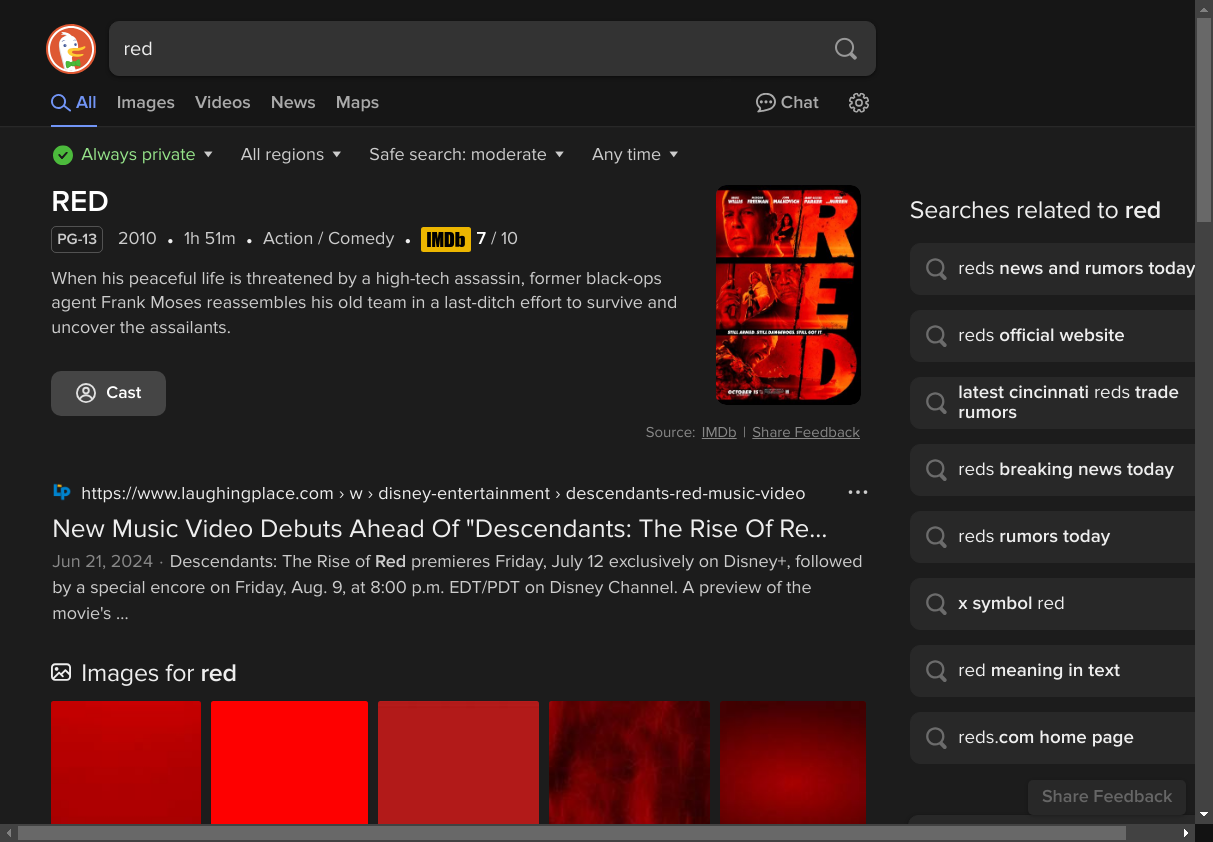 red
All Images Videos News Maps Chat
Always private All regions Safe search: moderate Any time
RED
PG-13 2010 • 1h 51m • Action / Comedy • IMDb 7 / 10
When his peaceful life is threatened by a high-tech assassin, former black-ops
agent Frank Moses reassembles his old team in a last-ditch effort to survive and
uncover the assailants.
Cast
RED
STILL ARMED. STILL DANGEROUS. STILL GOT IT.
Source: IMDb | Share Feedback
https://www.laughingplace.com › w › disney-entertainment › descendants-red-music-video
New Music Video Debuts Ahead Of "Descendants: The Rise Of Re...
Jun 21, 2024 · Descendants: The Rise of Red premieres Friday, July 12 exclusively on Disney+, followed
by a special encore on Friday, Aug. 9, at 8:00 p.m. EDT/PDT on Disney Channel. A preview of the
movie's ...
Images for red
Searches related to red
reds news and rumors today
reds official website
latest cincinnati reds trade
rumors
reds breaking news today
reds rumors today
x symbol red
red meaning in text
reds.com home page
Share Feedback